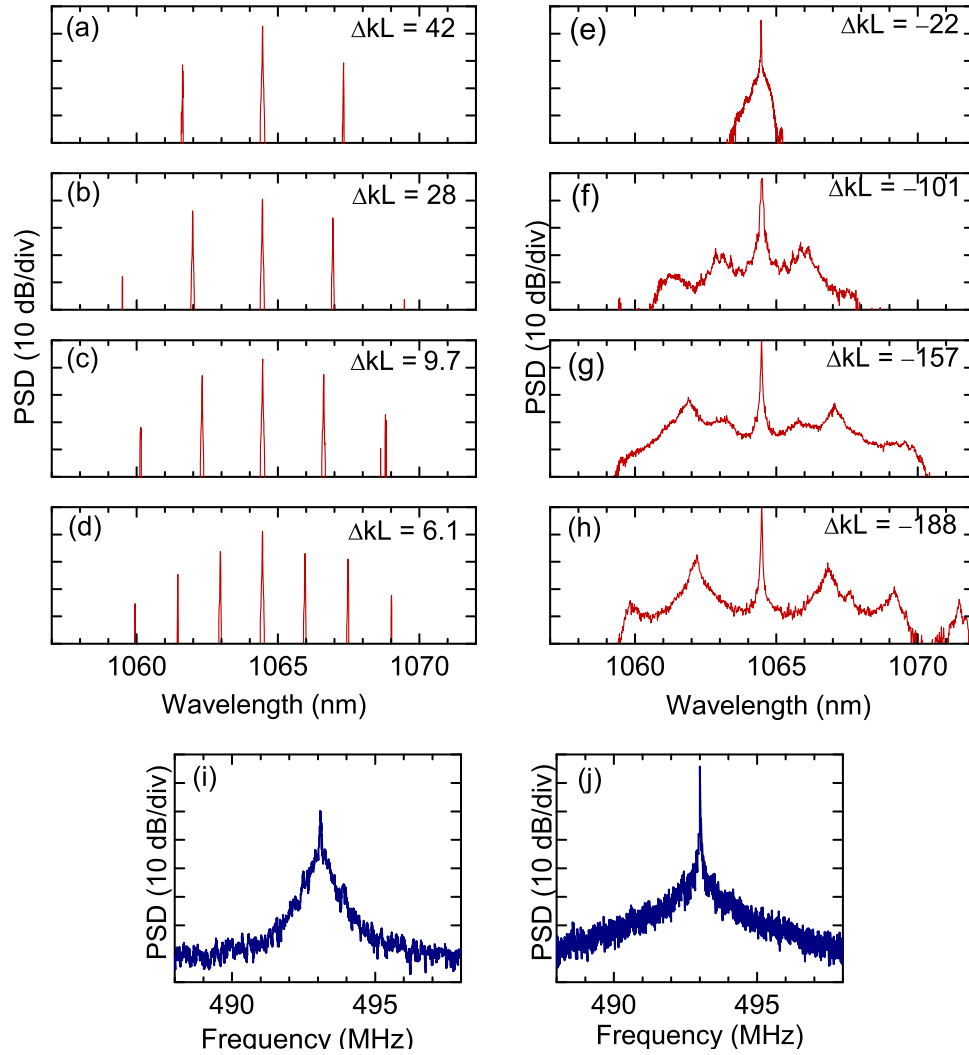 (a) ΔkL = 42
(e) ΔkL = −22
(b) ΔkL = 28
(f) ΔkL = −101
(c) ΔkL = 9.7
(g) ΔkL = −157
(d) ΔkL = 6.1
(h) ΔkL = −188
PSD (10 dB/div)
PSD (10 dB/div)
1060 1065 1070
1060 1065 1070
Wavelength (nm)
Wavelength (nm)
(i)
(j)
PSD (10 dB/div)
PSD (10 dB/div)
490 495
490 495
Frequency (MHz)
Frequency (MHz)